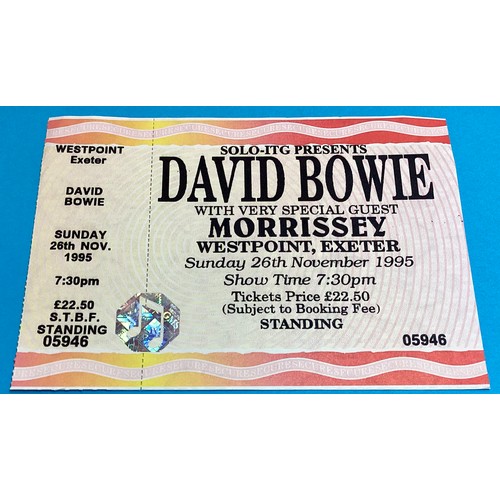 WESTPOINT
Exeter
DAVID
BOWIE
SUNDAY
26th NOV.
1995
7:30pm
£22.50
S.T.B.F.
STANDING
05946
SOLO-ITG PRESENTS
DAVID BOWIE
WITH VERY SPECIAL GUEST
MORRISSEY
WESTPOINT, EXETER
Sunday 26th November 1995
Show Time 7:30pm
Tickets Price £22.50
(Subject to Booking Fee)
STANDING
05946